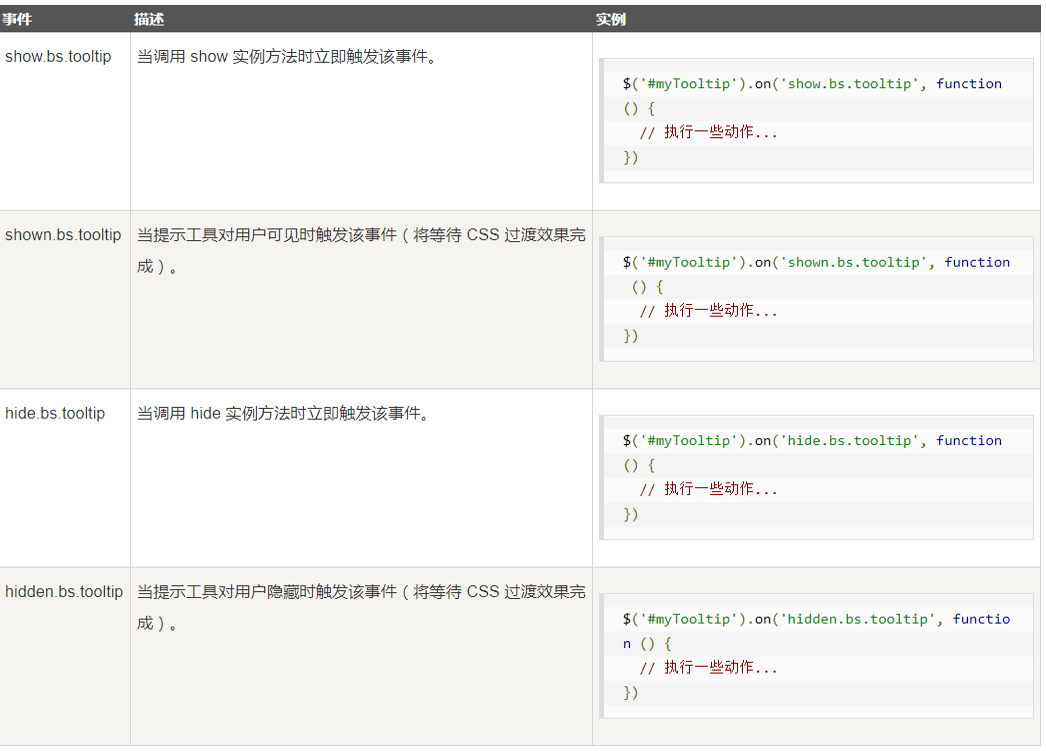 事件 描述 实例
show.bs.tooltip 当调用 show 实例方法时立即触发该事件。
$('#myTooltip').on('show.bs.tooltip', function
() {
// 执行一些动作...
})
shown.bs.tooltip 当提示工具对用户可见时触发该事件（将等待 CSS 过渡效果完
成）。
$('#myTooltip').on('shown.bs.tooltip', function
() {
// 执行一些动作...
})
hide.bs.tooltip 当调用 hide 实例方法时立即触发该事件。
$('#myTooltip').on('hide.bs.tooltip', function
() {
// 执行一些动作...
})
hidden.bs.tooltip 当提示工具对用户隐藏时触发该事件（将等待 CSS 过渡效果完
成）。
$('#myTooltip').on('hidden.bs.tooltip', functio
n () {
// 执行一些动作...
})